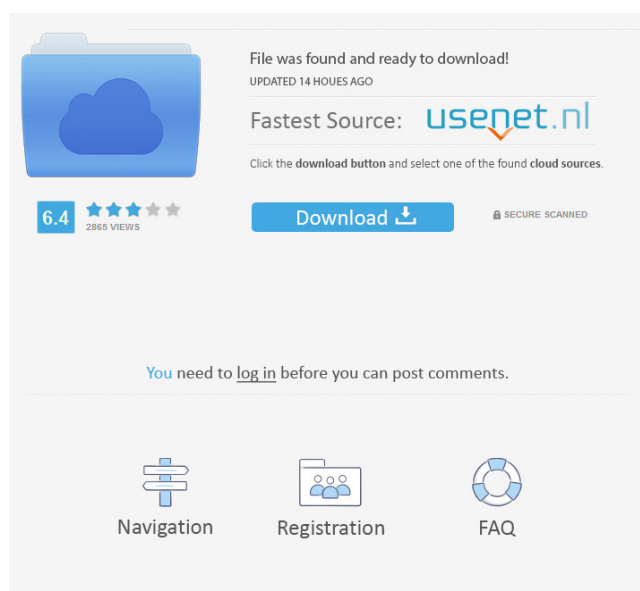 File was found and ready to download!
UPDATED 14 HOUES AGO
Fastest Source: usenet.nl
Click the download button and select one of the found cloud sources.
6.4
2865 VIEWS
Download
SECURE SCANNED
You need to log in before you can post comments.
Navigation
Registration
FAQ